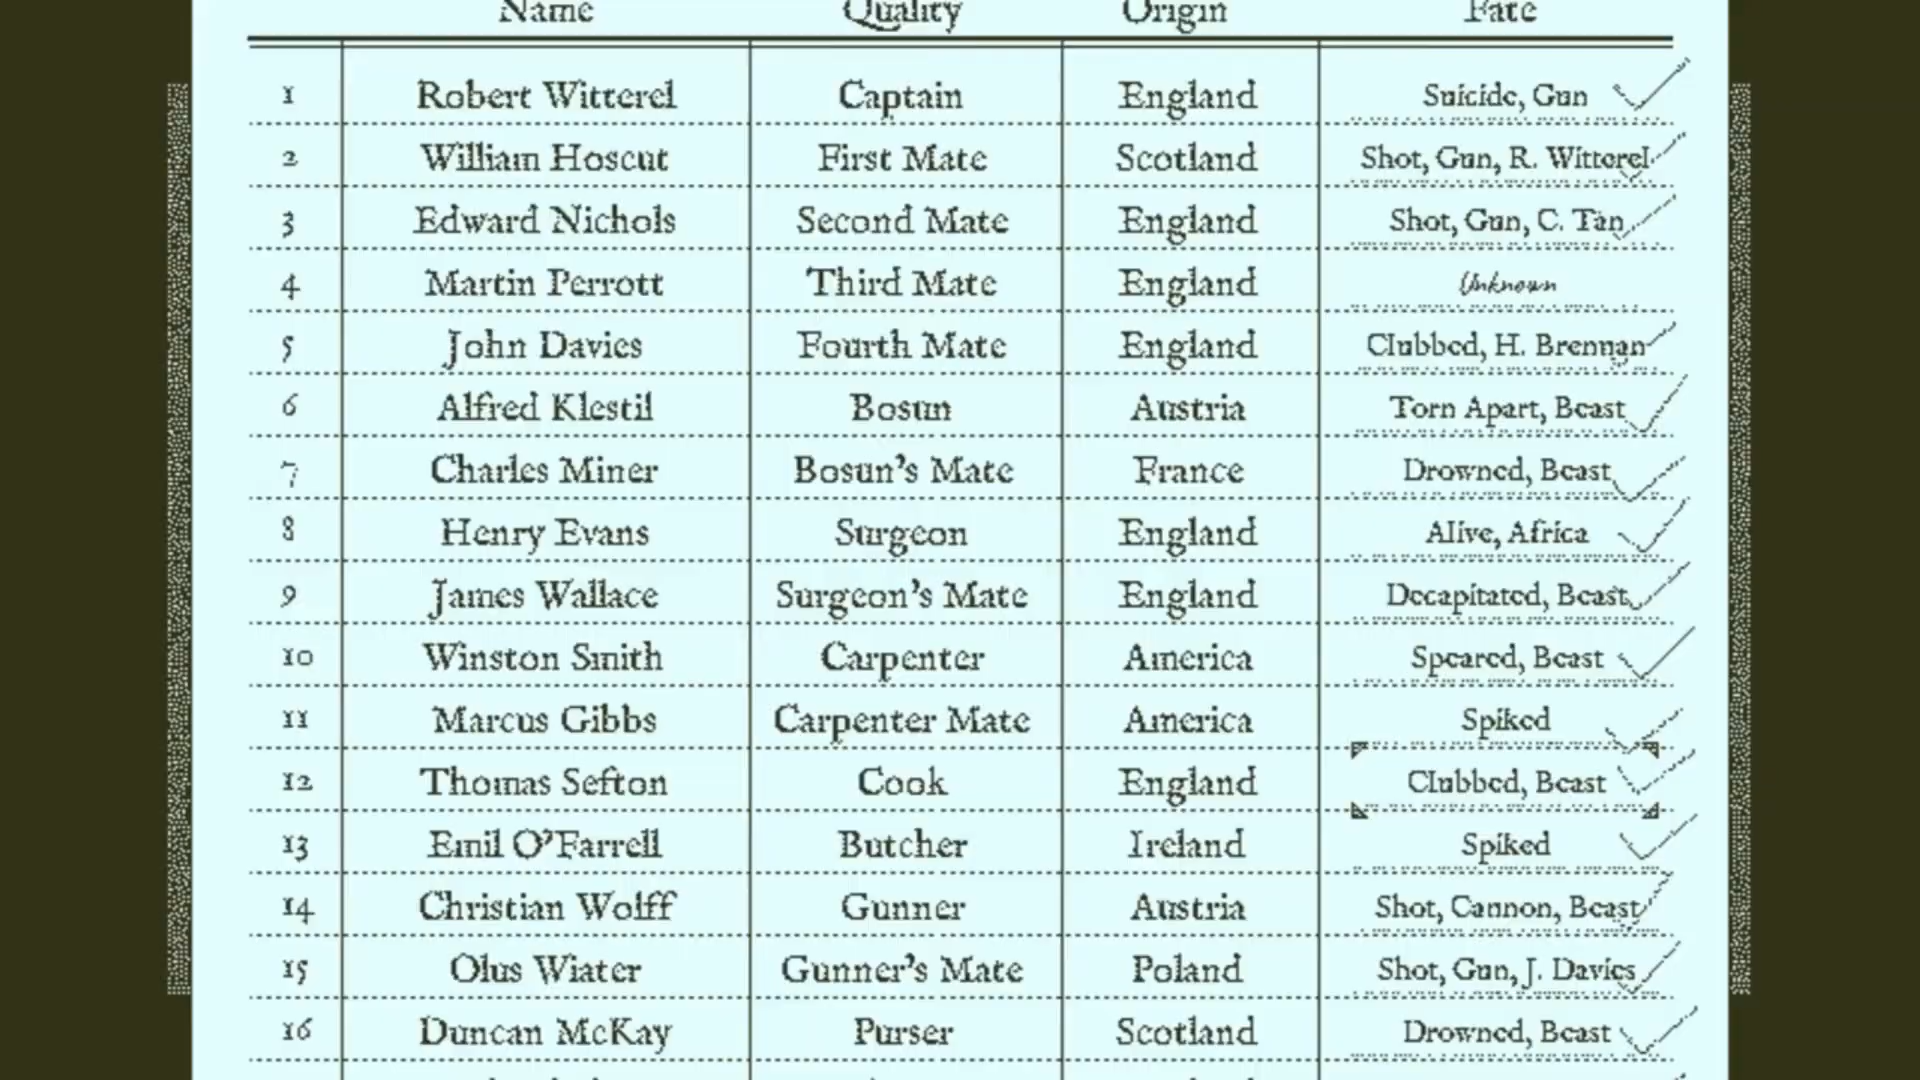 Name Quality Origin Fate
1 Robert Witterel Captain England Suicide, Gun
2 William Hoscut First Mate Scotland Shot, Gun, R. Witterel
3 Edward Nichols Second Mate England Shot, Gun, C. Tan
4 Martin Perrott Third Mate England Unknown
5 John Davies Fourth Mate England Clubbed, H. Brennan
6 Alfred Klestil Bosun Austria Torn Apart, Beast
7 Charles Miner Bosun's Mate France Drowned, Beast
8 Henry Evans Surgeon England Alive, Africa
9 James Wallace Surgeon's Mate England Decapitated, Beast
10 Winston Smith Carpenter America Speared, Beast
11 Marcus Gibbs Carpenter Mate America Spiked
12 Thomas Sefton Cook England Clubbed, Beast
13 Emil O'Farrell Butcher Ireland Spiked
14 Christian Wolff Gunner Austria Shot, Cannon, Beast
15 Olus Wiater Gunner's Mate Poland Shot, Gun, J. Davies
16 Duncan McKay Purser Scotland Drowned, Beast